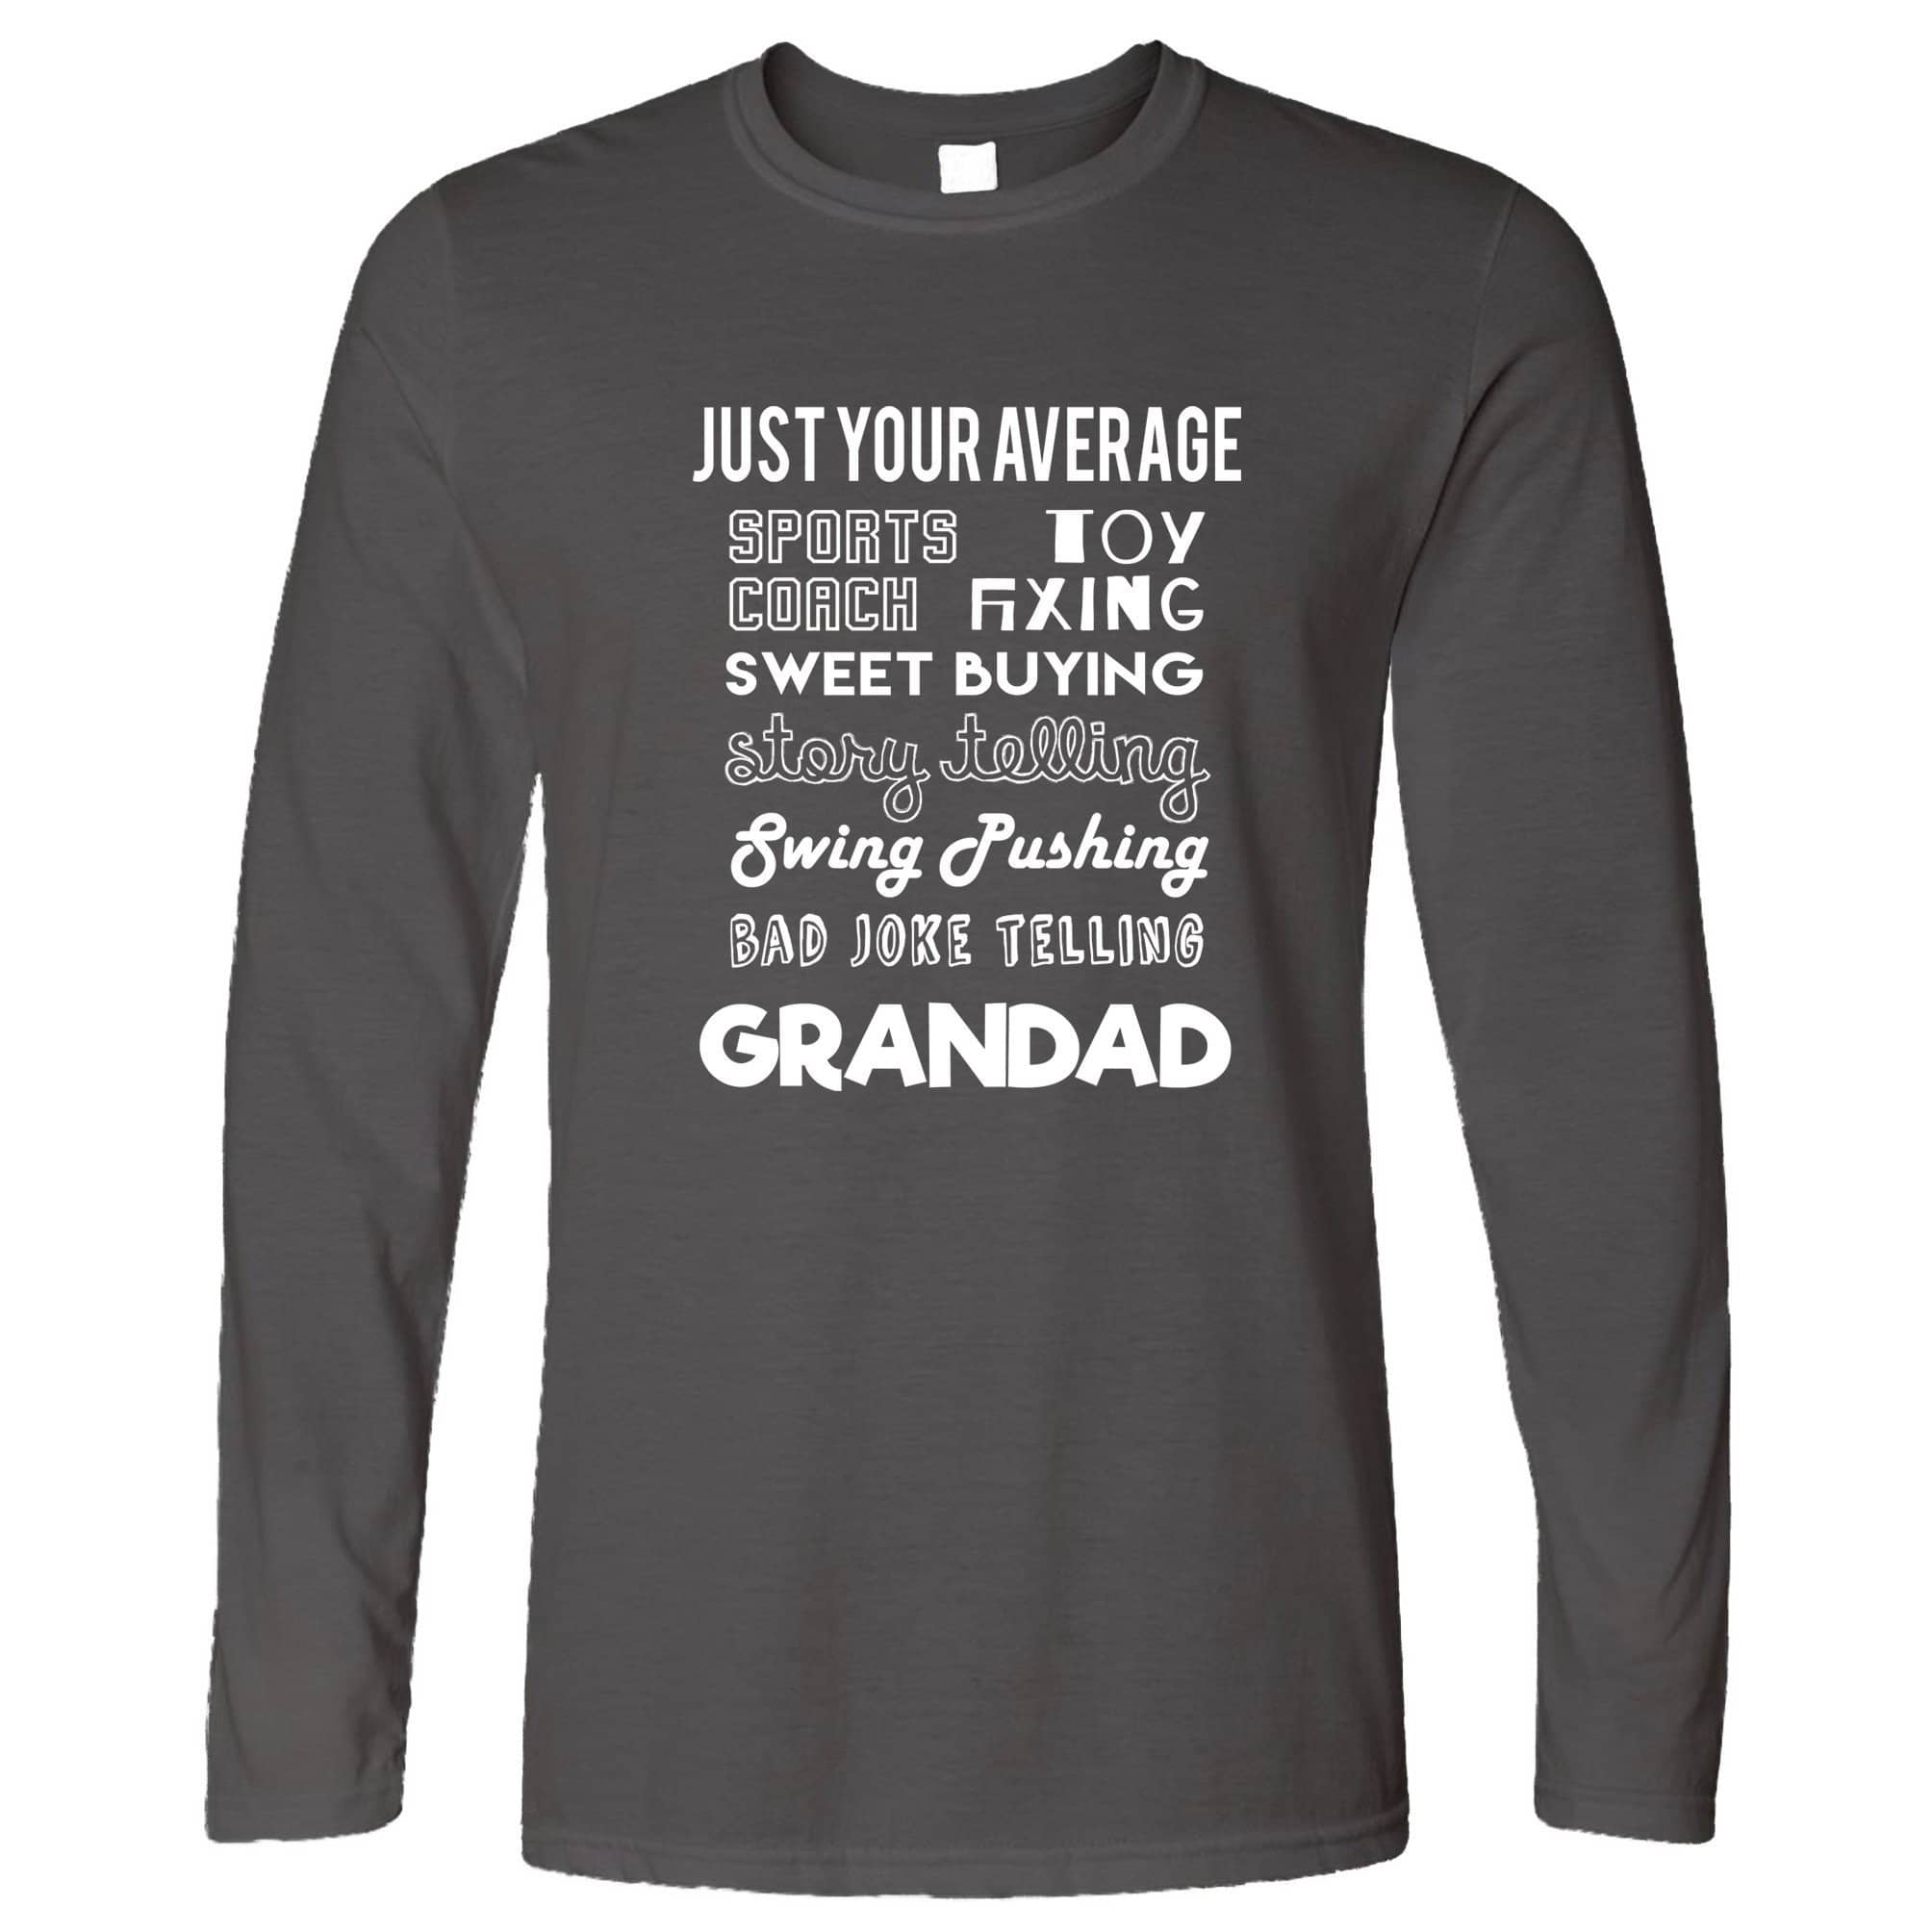 JUST YOUR AVERAGE
SPORTS TOY
COACH FIXING
SWEET BUYING
story telling
Swing Pushing
BAD JOKE TELLING
GRANDAD